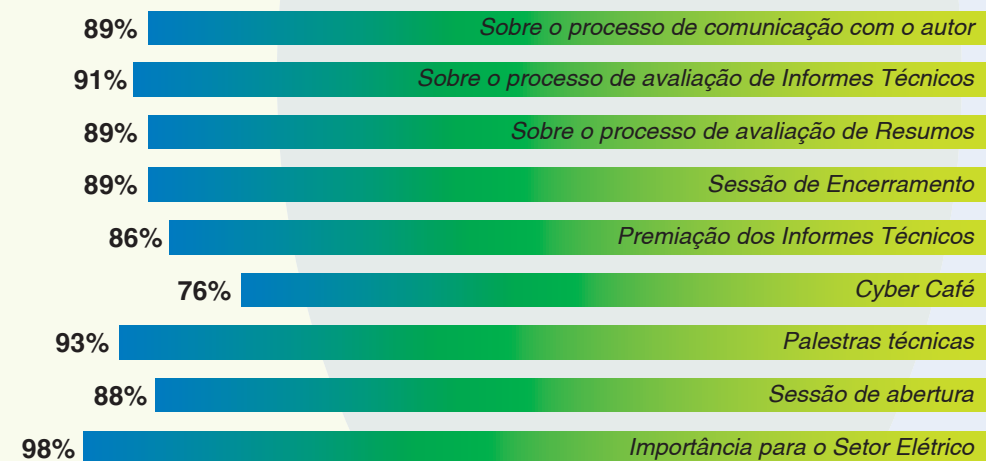 89% Sobre o processo de comunicação com o autor
91% Sobre o processo de avaliação de Informes Técnicos
89% Sobre o processo de avaliação de Resumos
89% Sessão de Encerramento
86% Premiação dos Informes Técnicos
76% Cyber Café
93% Palestras técnicas
88% Sessão de abertura
98% Importância para o Setor Elétrico